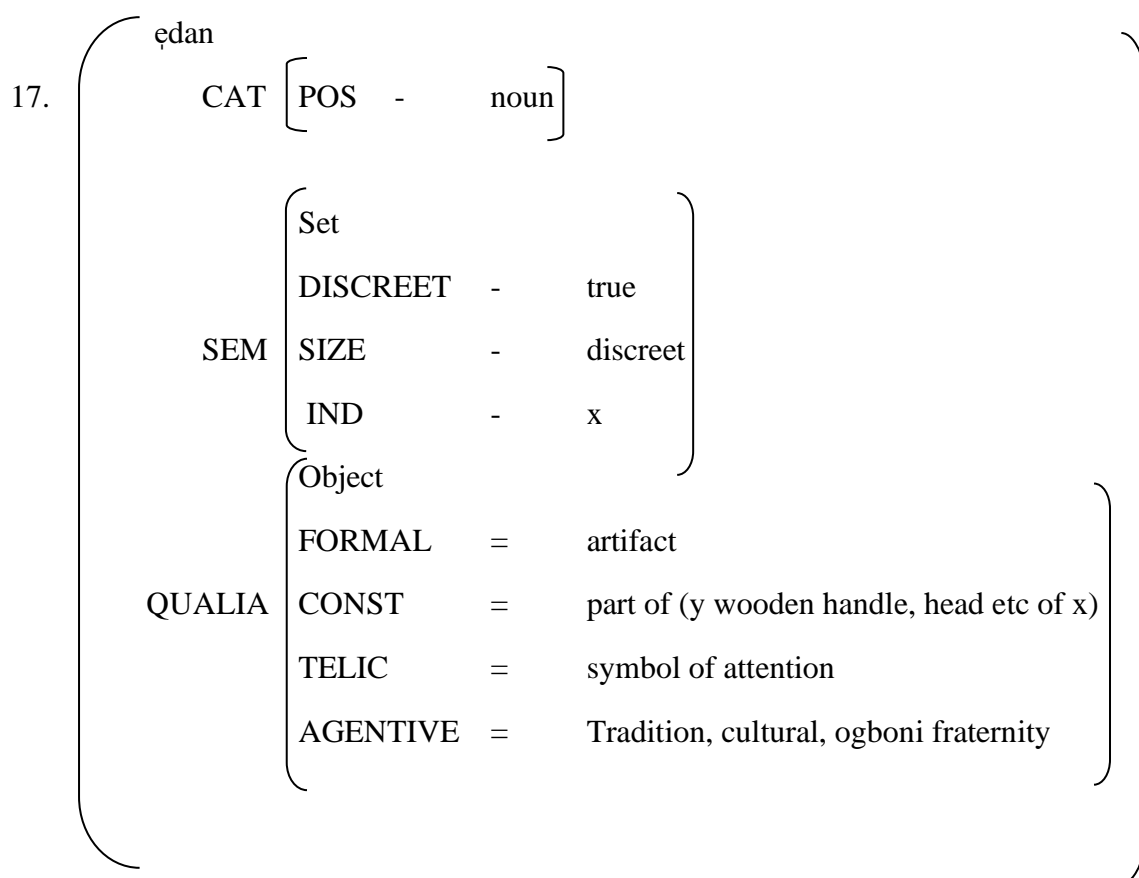 ẹdan
17. CAT POS - noun
Set
DISCREET - true
SEM SIZE - discreet
IND - x
Object
FORMAL = artifact
QUALIA CONST = part of (y wooden handle, head etc of x)
TELIC = symbol of attention
AGENTIVE = Tradition, cultural, ogboni fraternity